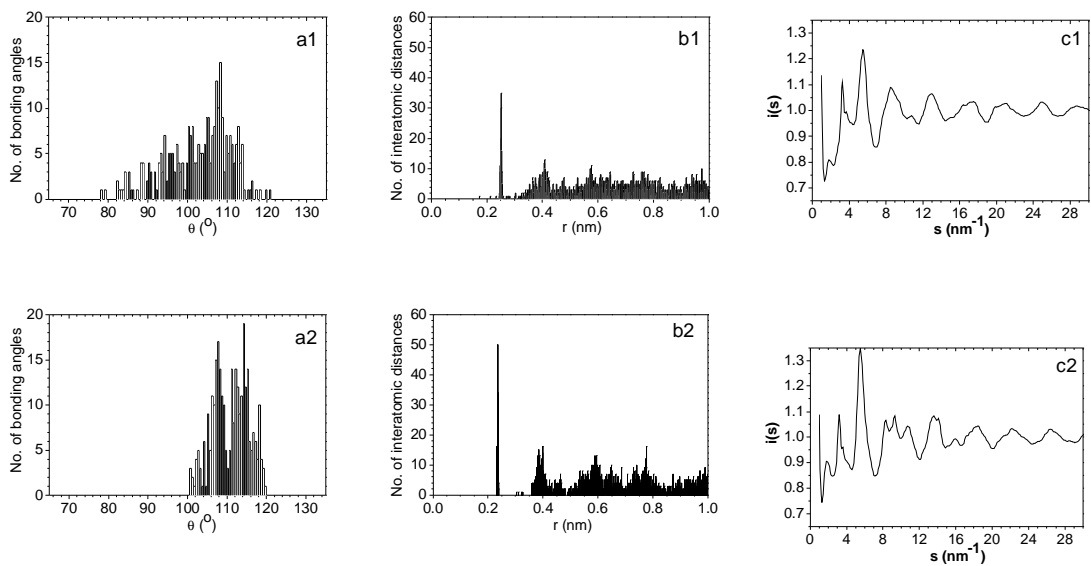 a1
No. of bonding angles
20
15
10
5
0
70 80 90 100 110 120 130
θ (o)
b1
No. of interatomic distances
60
50
40
30
20
10
0
0.0 0.2 0.4 0.6 0.8 1.0
r (nm)
c1
i(s)
1.3
1.2
1.1
1.0
0.9
0.8
0.7
0 4 8 12 16 20 24 28
s (nm-1)
a2
No. of bonding angles
20
15
10
5
0
70 80 90 100 110 120 130
θ (o)
b2
No. of interatomic distances
60
50
40
30
20
10
0
0.0 0.2 0.4 0.6 0.8 1.0
r (nm)
c2
i(s)
1.3
1.2
1.1
1.0
0.9
0.8
0.7
0 4 8 12 16 20 24 28
s (nm-1)